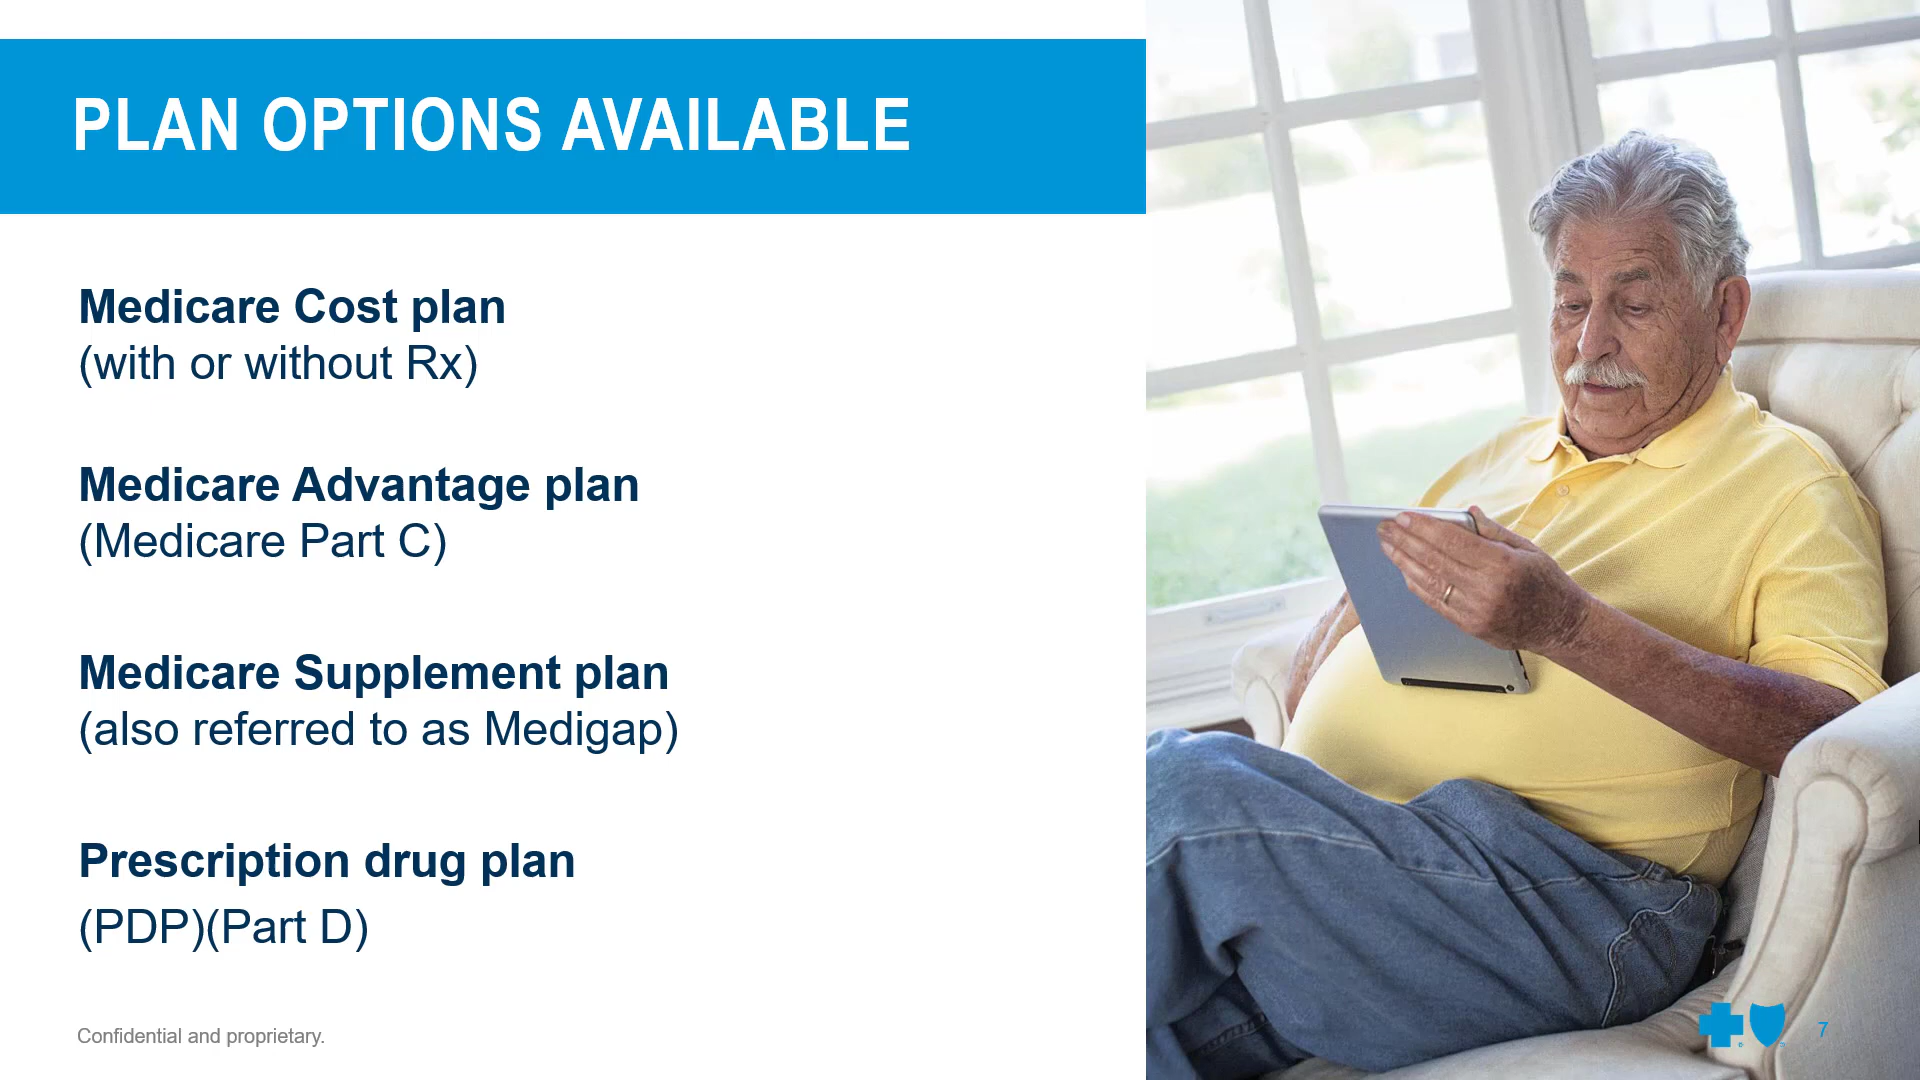 PLAN OPTIONS AVAILABLE
Medicare Cost plan
(with or without Rx)
Medicare Advantage plan
(Medicare Part C)
Medicare Supplement plan
(also referred to as Medigap)
Prescription drug plan
(PDP)(Part D)
Confidential and proprietary.
7